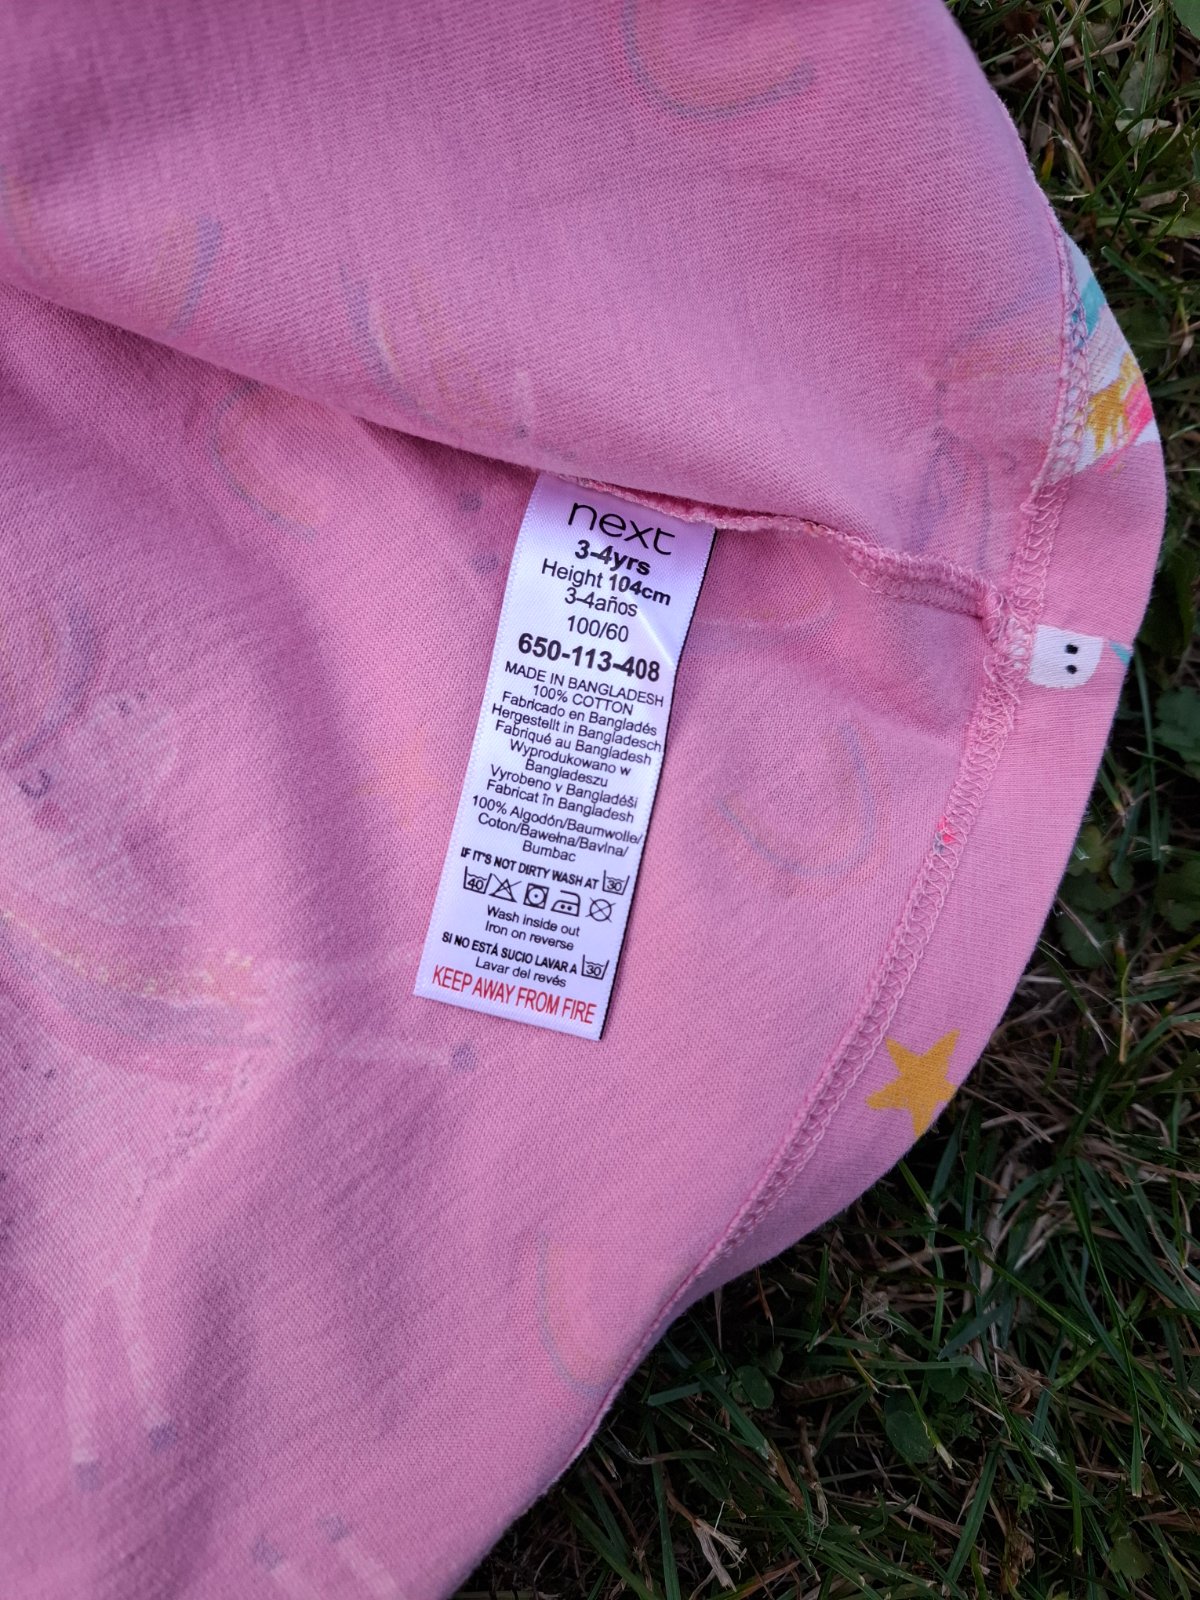 next
3-4yrs
Height 104cm
3-4años
100/60
650-113-408
MADE IN BANGLADESH
100% COTTON
Fabricado en Bangladés
Hergestellt in Bangladesch
Fabriqué au Bangladesh
Wyprodukowano w
Bangladeszu
Vyrobeno v Bangladéši
Fabricat în Bangladesh
100% Algodón/Baumwolle/
Coton/Bawełna/Bavlna/
Bumbac
IF IT'S NOT DIRTY WASH AT 30
40
Wash inside out
Iron on reverse
SI NO ESTÁ SUCIO LAVAR A 30
Lavar del revés
KEEP AWAY FROM FIRE